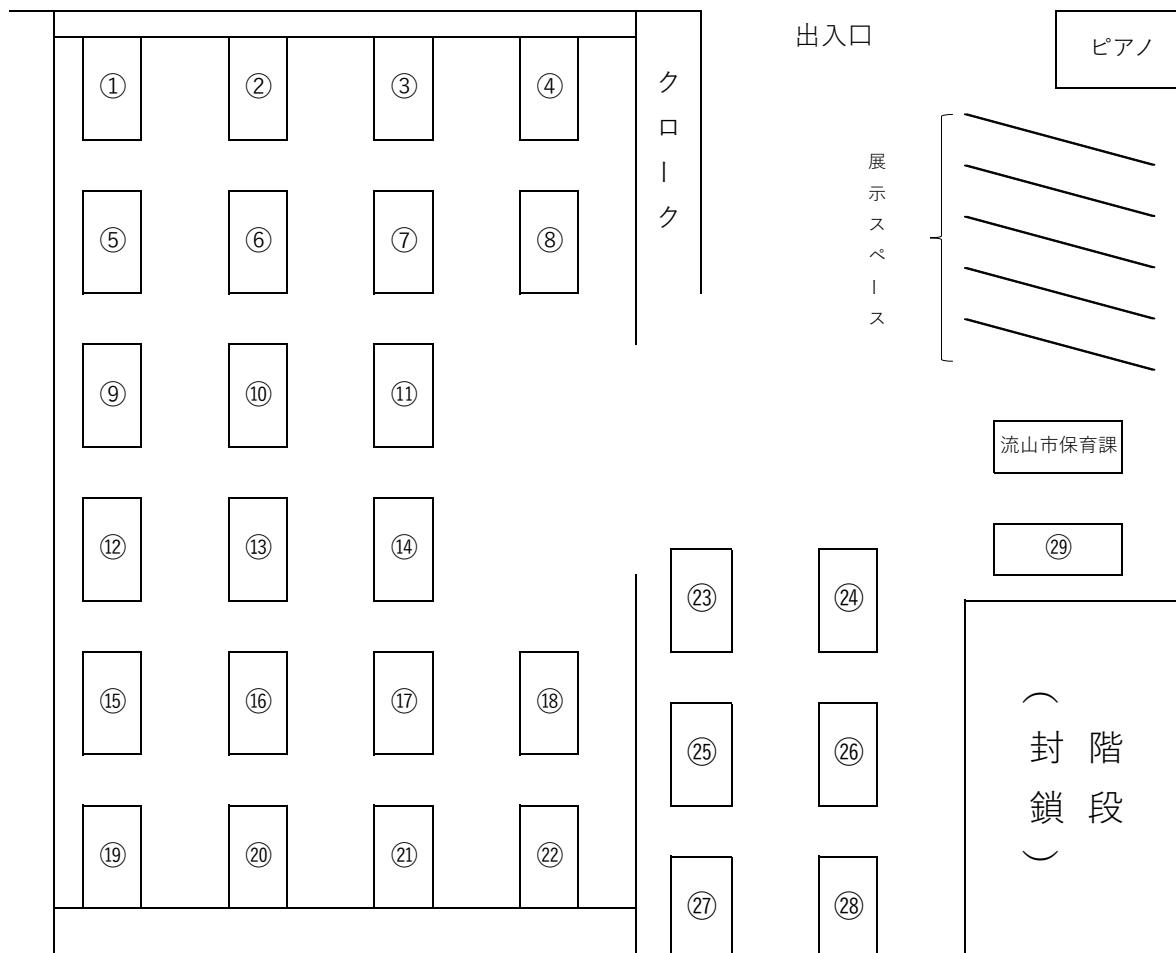 出入口
ピアノ
クローク
① ② ③ ④
展示スペース
⑤ ⑥ ⑦ ⑧
⑨ ⑩ ⑪
流山市保育課
⑫ ⑬ ⑭
㉙
㉓ ㉔
⑮ ⑯ ⑰ ⑱
㉕ ㉖
階段
(封鎖)
⑲ ⑳ ㉑ ㉒
㉗ ㉘